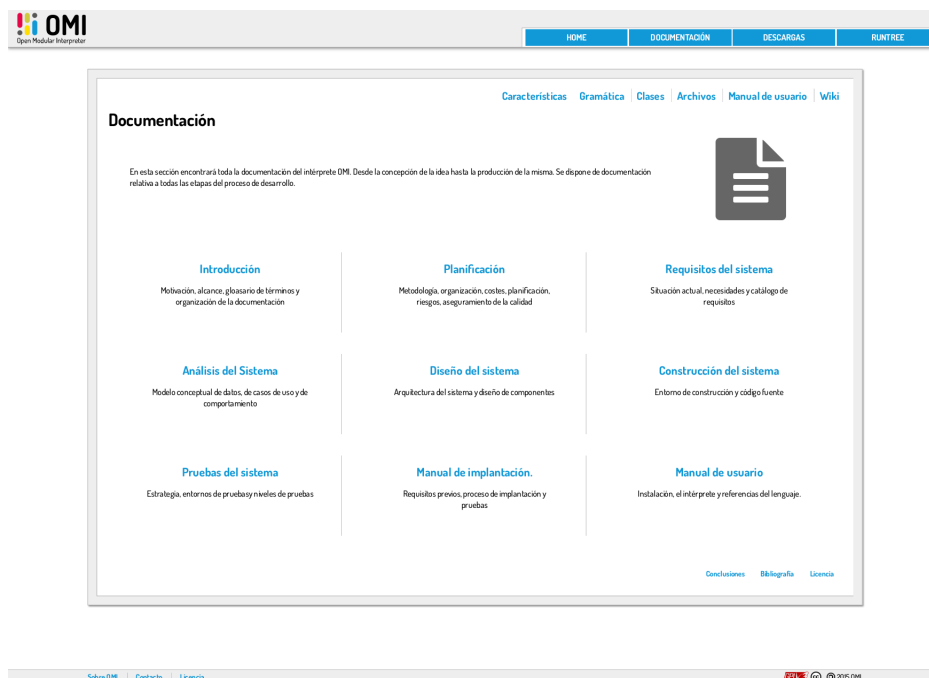 OMI
Open Modular Interpreter
HOME
DOCUMENTACIÓN
DESCARGAS
RUNTREE
Características
Gramática
Clases
Archivos
Manual de usuario
Wiki
Documentación
En esta sección encontrará toda la documentación del intérprete OMI. Desde la concepción de la idea hasta la producción de la misma. Se dispone de documentación
relativa a todas las etapas del proceso de desarrollo.
Introducción
Motivación, alcance, gloasario de términos y
organización de la documentación
Planificación
Metodología, organización, costes, planificación,
riesgos, aseguramiento de la calidad
Requisitos del sistema
Situación actual, necesidades y catálogo de
requisitos
Análisis del Sistema
Modelo conceptual de datos, de casos de uso y de
comportamiento
Diseño del sistema
Arquitectura del sistema y diseño de componentes
Construcción del sistema
Entorno de construcción y código fuente
Pruebas del sistema
Estrategia, entornos de pruebas y niveles de pruebas
Manual de implantación.
Requisitos previos, proceso de implantación y
pruebas
Manual de usuario
Instalación, el intérprete y referencias del lenguaje.
Conclusiones
Bibliografía
Licencia
Sobre OMI
Contacto
Licencia
2015 OMI